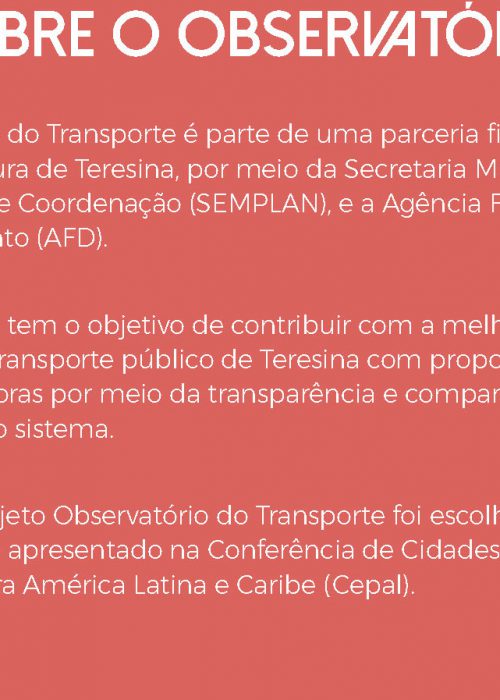 BRE O OBSERVATÓ
do Transporte é parte de uma parceria fi
ura de Teresina, por meio da Secretaria M
e Coordenação (SEMPLAN), e a Agência F
nto (AFD).
tem o objetivo de contribuir com a melh
transporte público de Teresina com propo
oras por meio da transparência e compar
o sistema.
jeto Observatório do Transporte foi escolh
apresentado na Conferência de Cidades
ra América Latina e Caribe (Cepal).